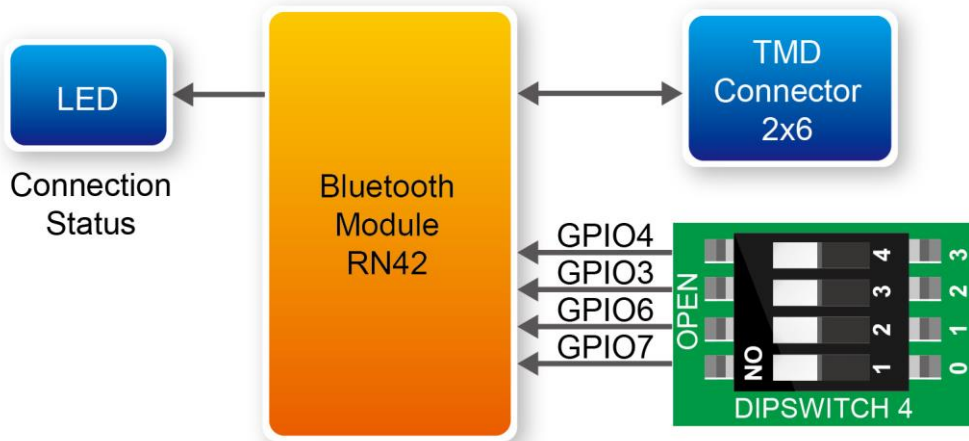 LED
Connection
Status
Bluetooth
Module
RN42
TMD
Connector
2x6
GPIO4
GPIO3
GPIO6
GPIO7
OPEN
ON
4
3
2
1
3
2
1
0
DIPSWITCH 4